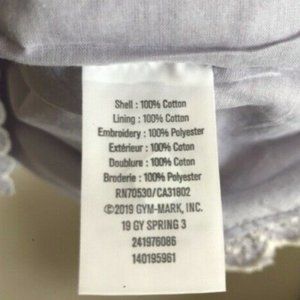 Shell : 100% Cotton
Lining : 100% Cotton
Embroidery : 100% Polyester
Extérieur : 100% Coton
Doublure : 100% Coton
Broderie : 100% Polyester
RN70530/CA31802
©2019 GYM-MARK, INC.
19 GY SPRING 3
241976086
140195961